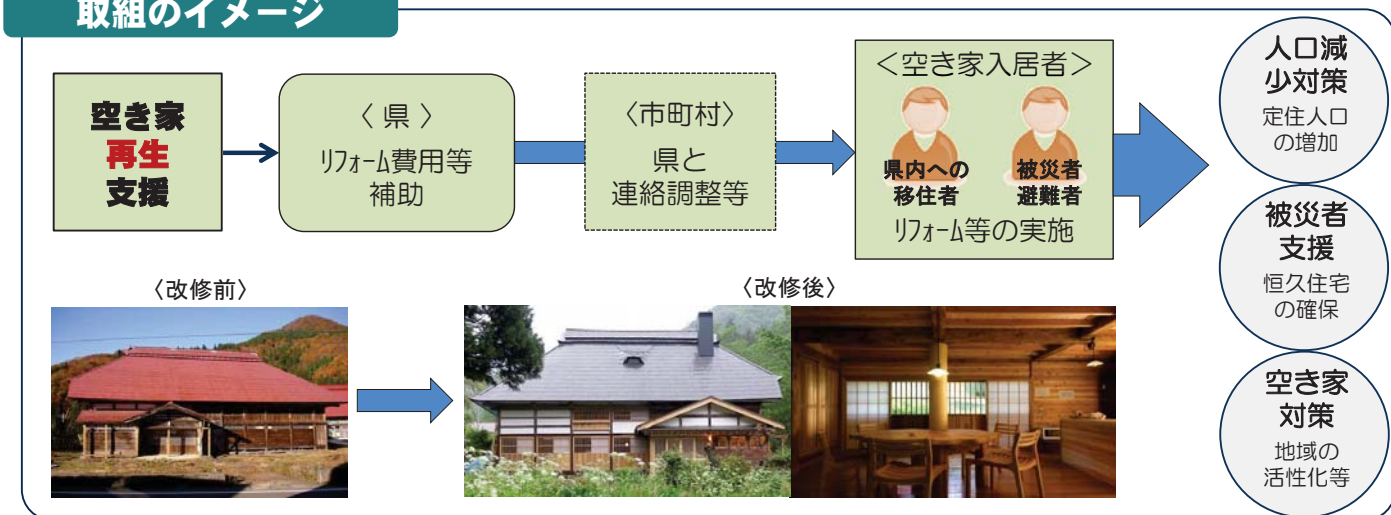 取組のイメージ
空き家
再生
支援
〈 県 〉
リフォーム費用等
補助
〈市町村〉
県と
連絡調整等
＜空き家入居者＞
県内への
移住者
被災者
避難者
リフォーム等の実施
人口減
少対策
定住人口
の増加
被災者
支援
恒久住宅
の確保
空き家
対策
地域の
活性化等
〈改修前〉
〈改修後〉